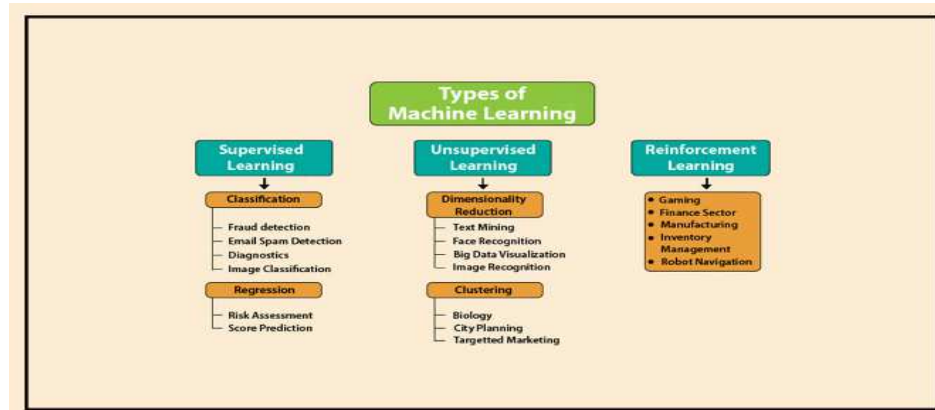 Types of
Machine Learning
Supervised
Learning
Classification
Fraud detection
Email Spam Detection
Diagnostics
Image Classification
Regression
Risk Assessment
Score Prediction
Unsupervised
Learning
Dimensionality
Reduction
Text Mining
Face Recognition
Big Data Visualization
Image Recognition
Clustering
Biology
City Planning
Targetted Marketing
Reinforcement
Learning
Gaming
Finance Sector
Manufacturing
Inventory
Management
Robot Navigation